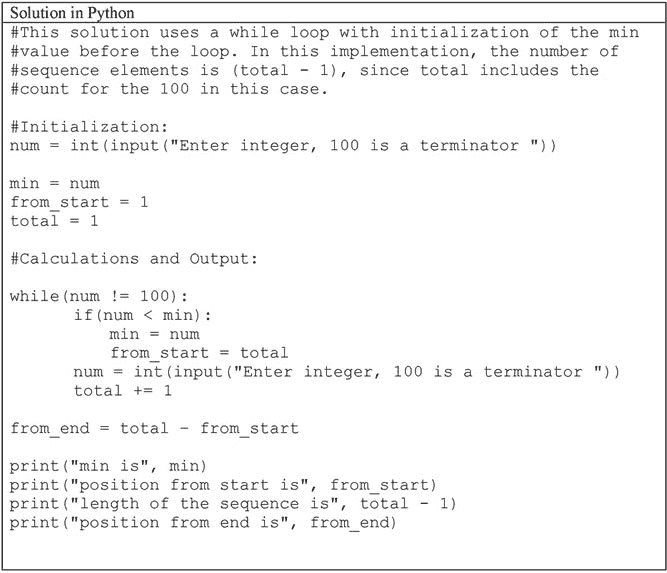 Solution in Python
#This solution uses a while loop with initialization of the min
#value before the loop. In this implementation, the number of
#sequence elements is (total - 1), since total includes the
#count for the 100 in this case.
#Initialization:
num = int(input("Enter integer, 100 is a terminator "))
min = num
from_start = 1
total = 1
#Calculations and Output:
while(num != 100):
if(num < min):
min = num
from_start = total
num = int(input("Enter integer, 100 is a terminator "))
total += 1
from_end = total – from_start
print("min is", min)
print("position from start is", from_start)
print("length of the sequence is", total - 1)
print("position from end is", from_end)